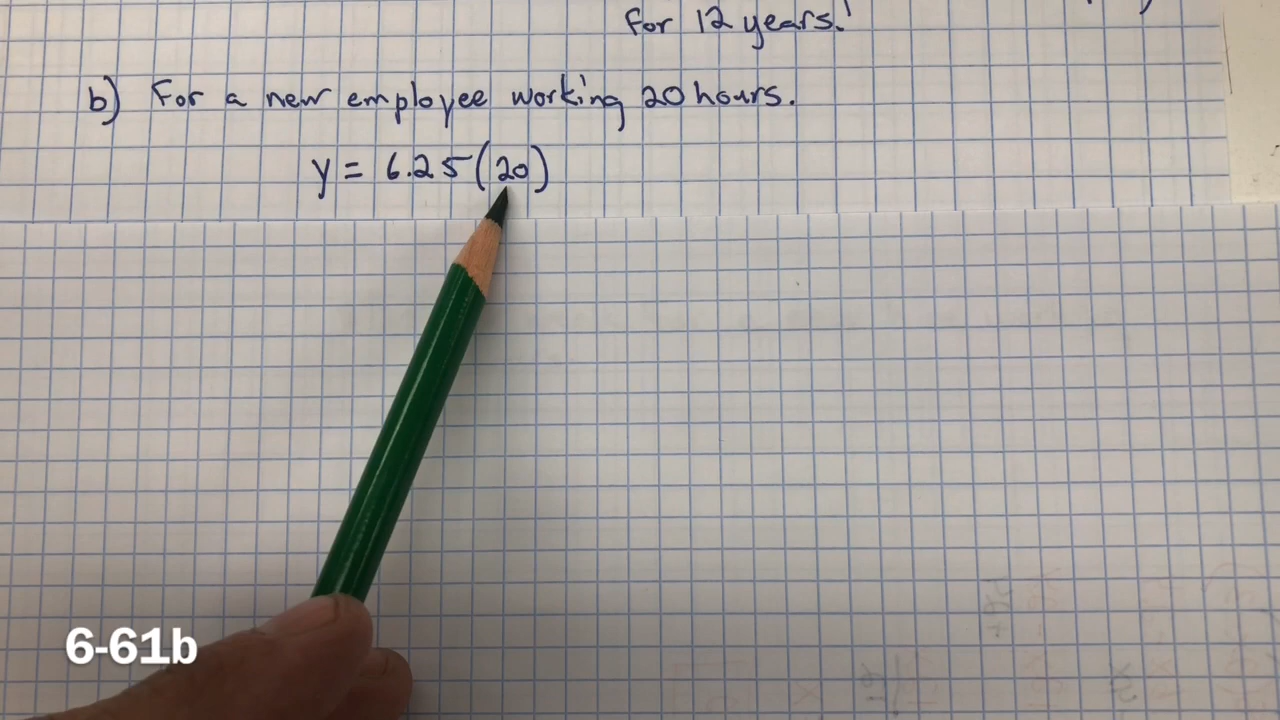 for 12 years!
b) For a new employee working 20 hours.
y = 6.25(20)
6-61b